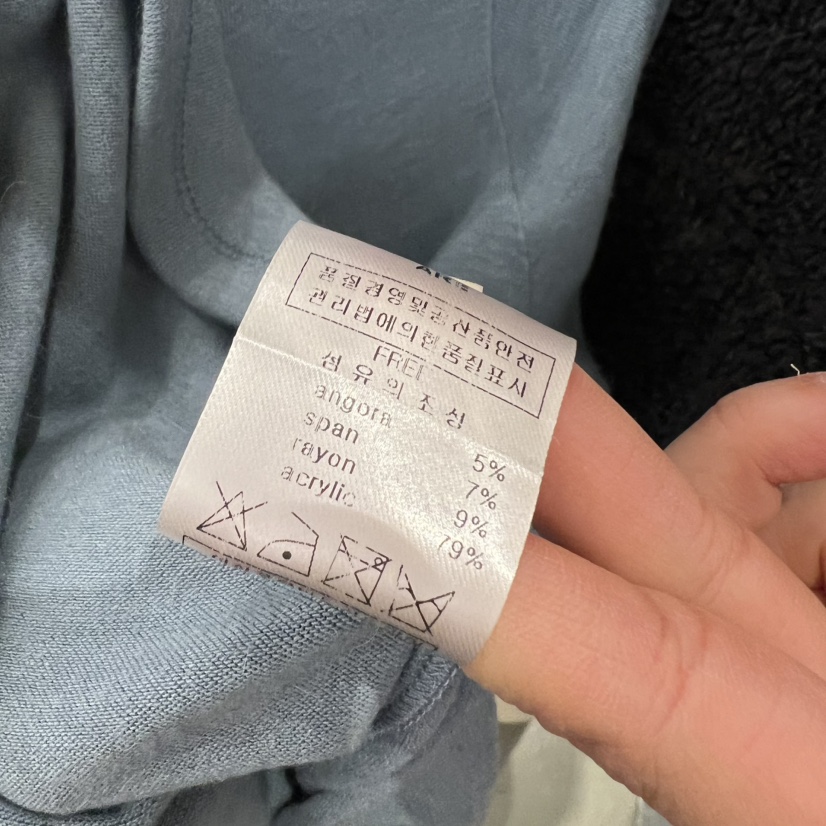 품질경영및공산품안전
관리법에의한품질표시
FREE
섬유의조성
angora 5%
span 7%
rayon 9%
acrylic 79%